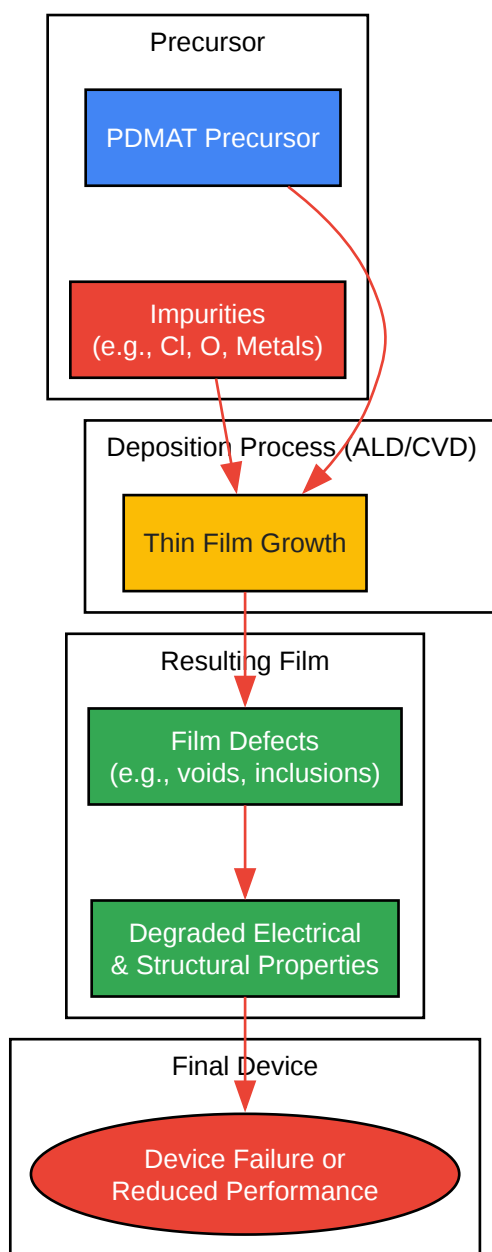 Precursor
PDMAT Precursor
Impurities
(e.g., Cl, O, Metals)
Deposition Process (ALD/CVD)
Thin Film Growth
Resulting Film
Film Defects
(e.g., voids, inclusions)
Degraded Electrical
& Structural Properties
Final Device
Device Failure or
Reduced Performance